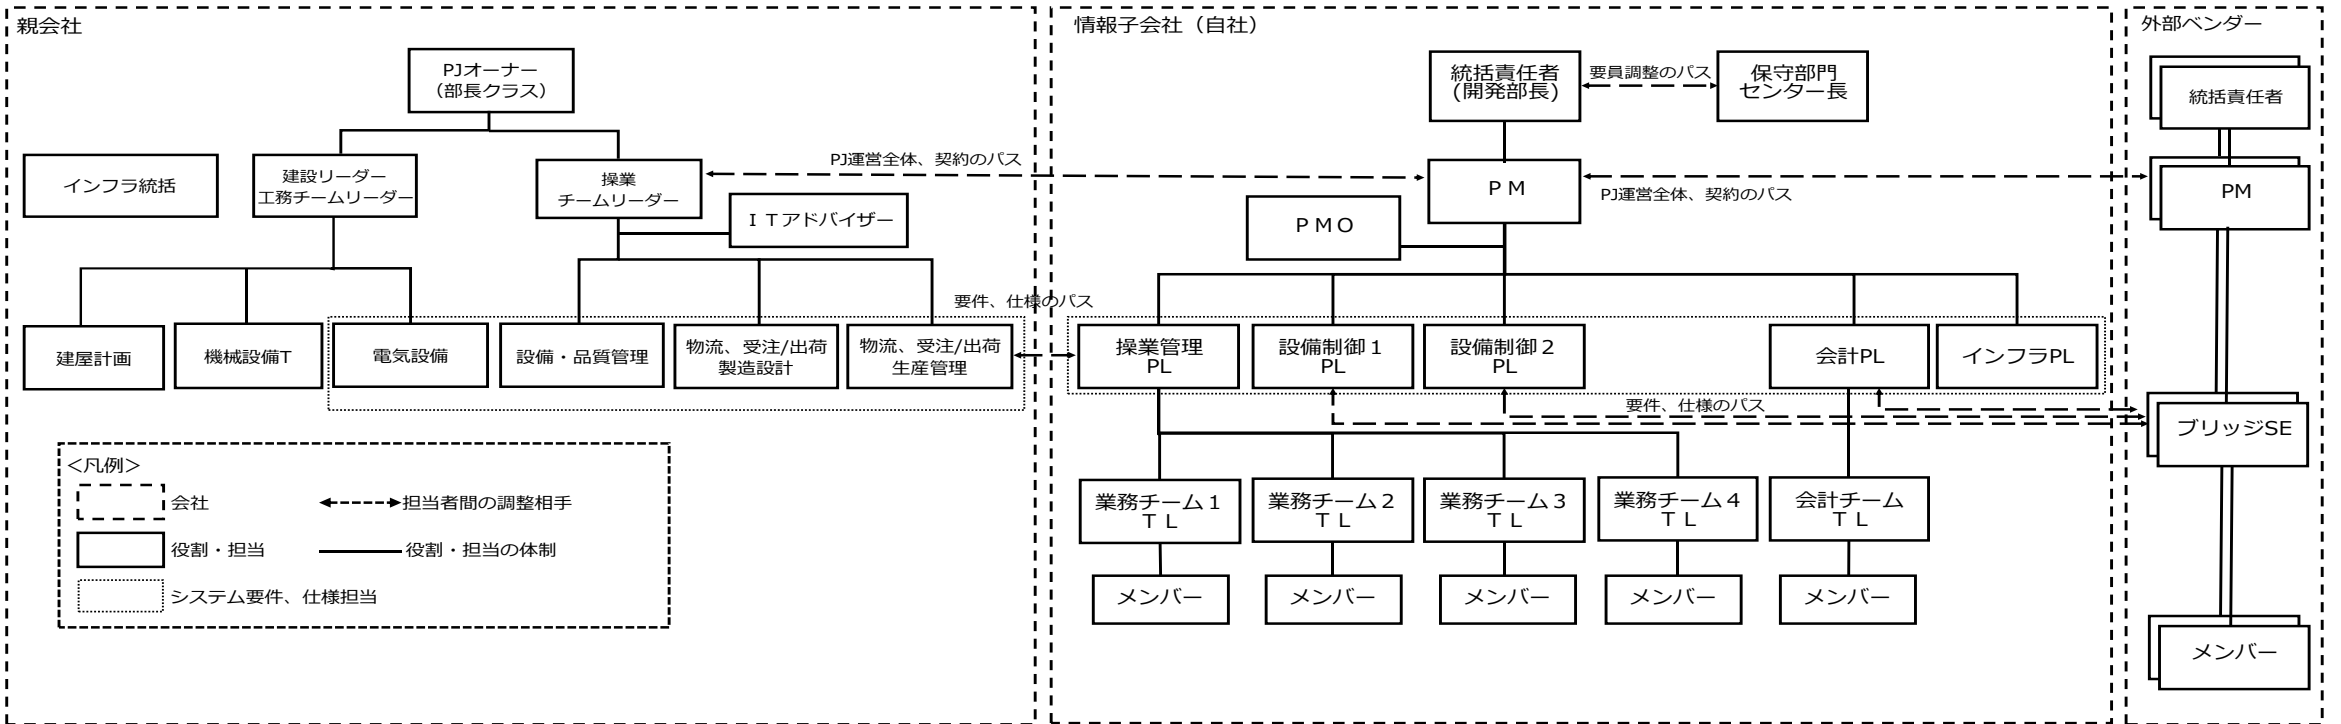 親会社
PJオーナー
（部長クラス）
インフラ統括
建設リーダー
工務チームリーダー
操業
チームリーダー
ＩＴアドバイザー
建屋計画
機械設備T
電気設備
設備・品質管理
物流、受注/出荷
製造設計
物流、受注/出荷
生産管理
＜凡例＞
会社
担当者間の調整相手
役割・担当
役割・担当の体制
システム要件、仕様担当
PJ運営全体、契約のパス
要件、仕様のパス
情報子会社（自社）
統括責任者
(開発部長)
要員調整のパス
保守部門
センター長
ＰＭ
ＰＭＯ
PJ運営全体、契約のパス
操業管理
PL
設備制御１
PL
設備制御２
PL
会計PL
インフラPL
要件、仕様のパス
業務チーム１
ＴＬ
業務チーム２
ＴＬ
業務チーム３
ＴＬ
業務チーム４
ＴＬ
会計チーム
ＴＬ
メンバー
メンバー
メンバー
メンバー
メンバー
外部ベンダー
統括責任者
PM
ブリッジSE
メンバー